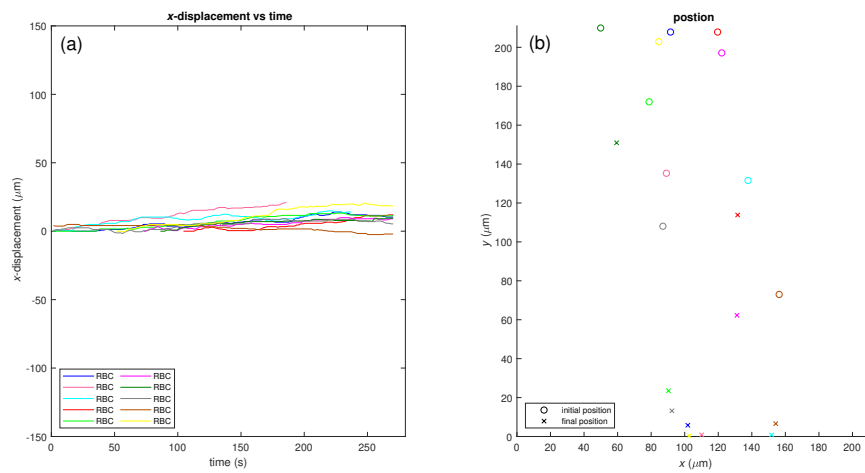 x-displacement vs time
(a)
150
100
50
0
-50
-100
-150
x-displacement (μm)
RBC RBC
RBC RBC
RBC RBC
RBC RBC
RBC RBC
0 50 100 150 200 250
time (s)
postion
(b)
200
180
160
140
120
100
80
60
40
20
0
y (μm)
initial position
final position
0 20 40 60 80 100 120 140 160 180 200
x (μm)